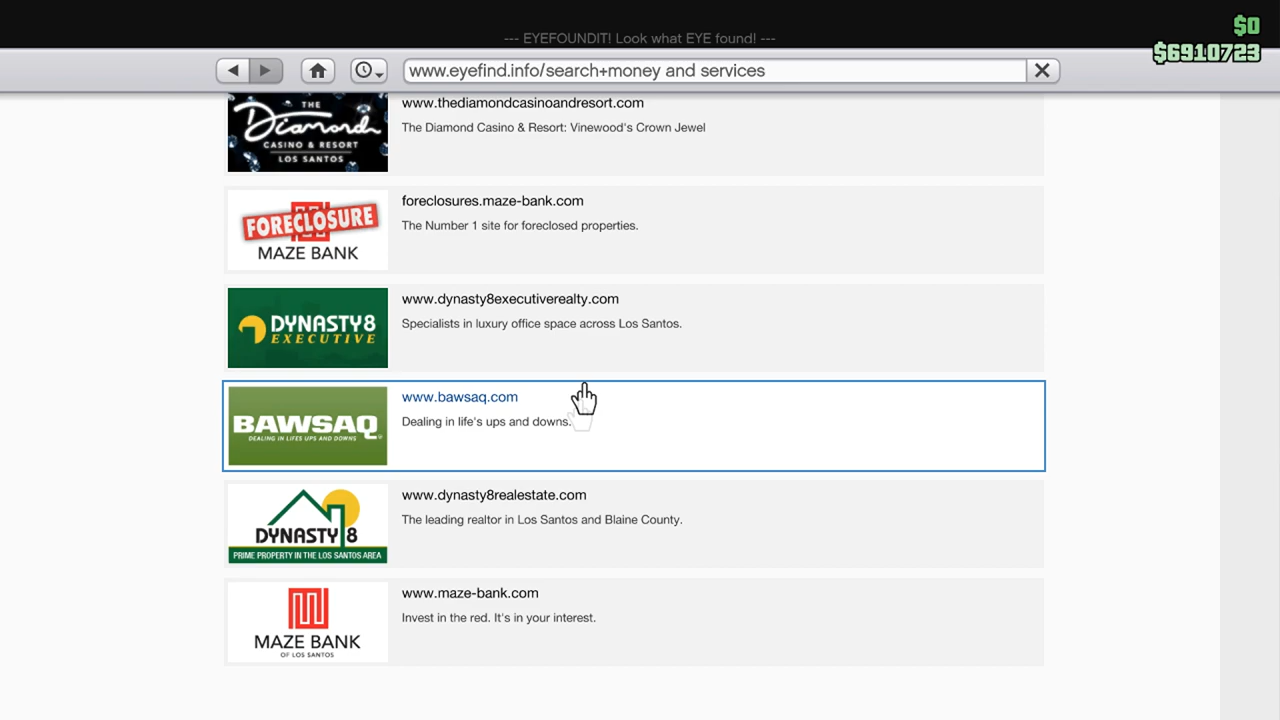 $0
--- EYEFOUNDIT! Look what EYE found! ---
$6910723
www.eyefind.info/search+money and services
THE
Diamond
CASINO & RESORT
LOS SANTOS
www.thediamondcasinoandresort.com
The Diamond Casino & Resort: Vinewood's Crown Jewel
FORECLOSURE
MAZE BANK
foreclosures.maze-bank.com
The Number 1 site for foreclosed properties.
DYNASTY8
EXECUTIVE
www.dynasty8executiverealty.com
Specialists in luxury office space across Los Santos.
BAWSAQ
DEALING IN LIFES UPS AND DOWNS
www.bawsaq.com
Dealing in life's ups and downs.
DYNASTY 8
PRIME PROPERTY IN THE LOS SANTOS AREA
www.dynasty8realestate.com
The leading realtor in Los Santos and Blaine County.
MAZE BANK
OF LOS SANTOS
www.maze-bank.com
Invest in the red. It's in your interest.